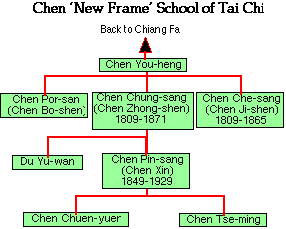 Chen 'New Frame' School of Tai Chi
Back to Chiang Fa
Chen You-heng
Chen Por-san
(Chen Bo-shen)
Chen Chung-sang
(Chen Zhong-shen)
1809-1871
Chen Che-sang
(Chen Ji-shen)
1809-1865
Du Yu-wan
Chen Pin-sang
(Chen Xin)
1849-1929
Chen Chuen-yuer
Chen Tse-ming